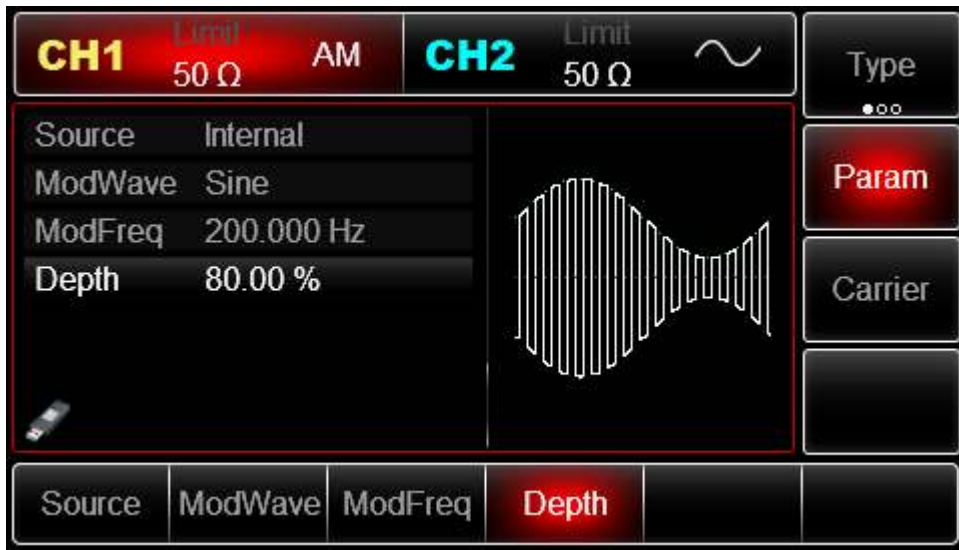 CH1 Limit 50 Ω AM
CH2 Limit 50 Ω
Type
Source Internal
ModWave Sine
ModFreq 200.000 Hz
Depth 80.00 %
Param
Carrier
Source ModWave ModFreq Depth